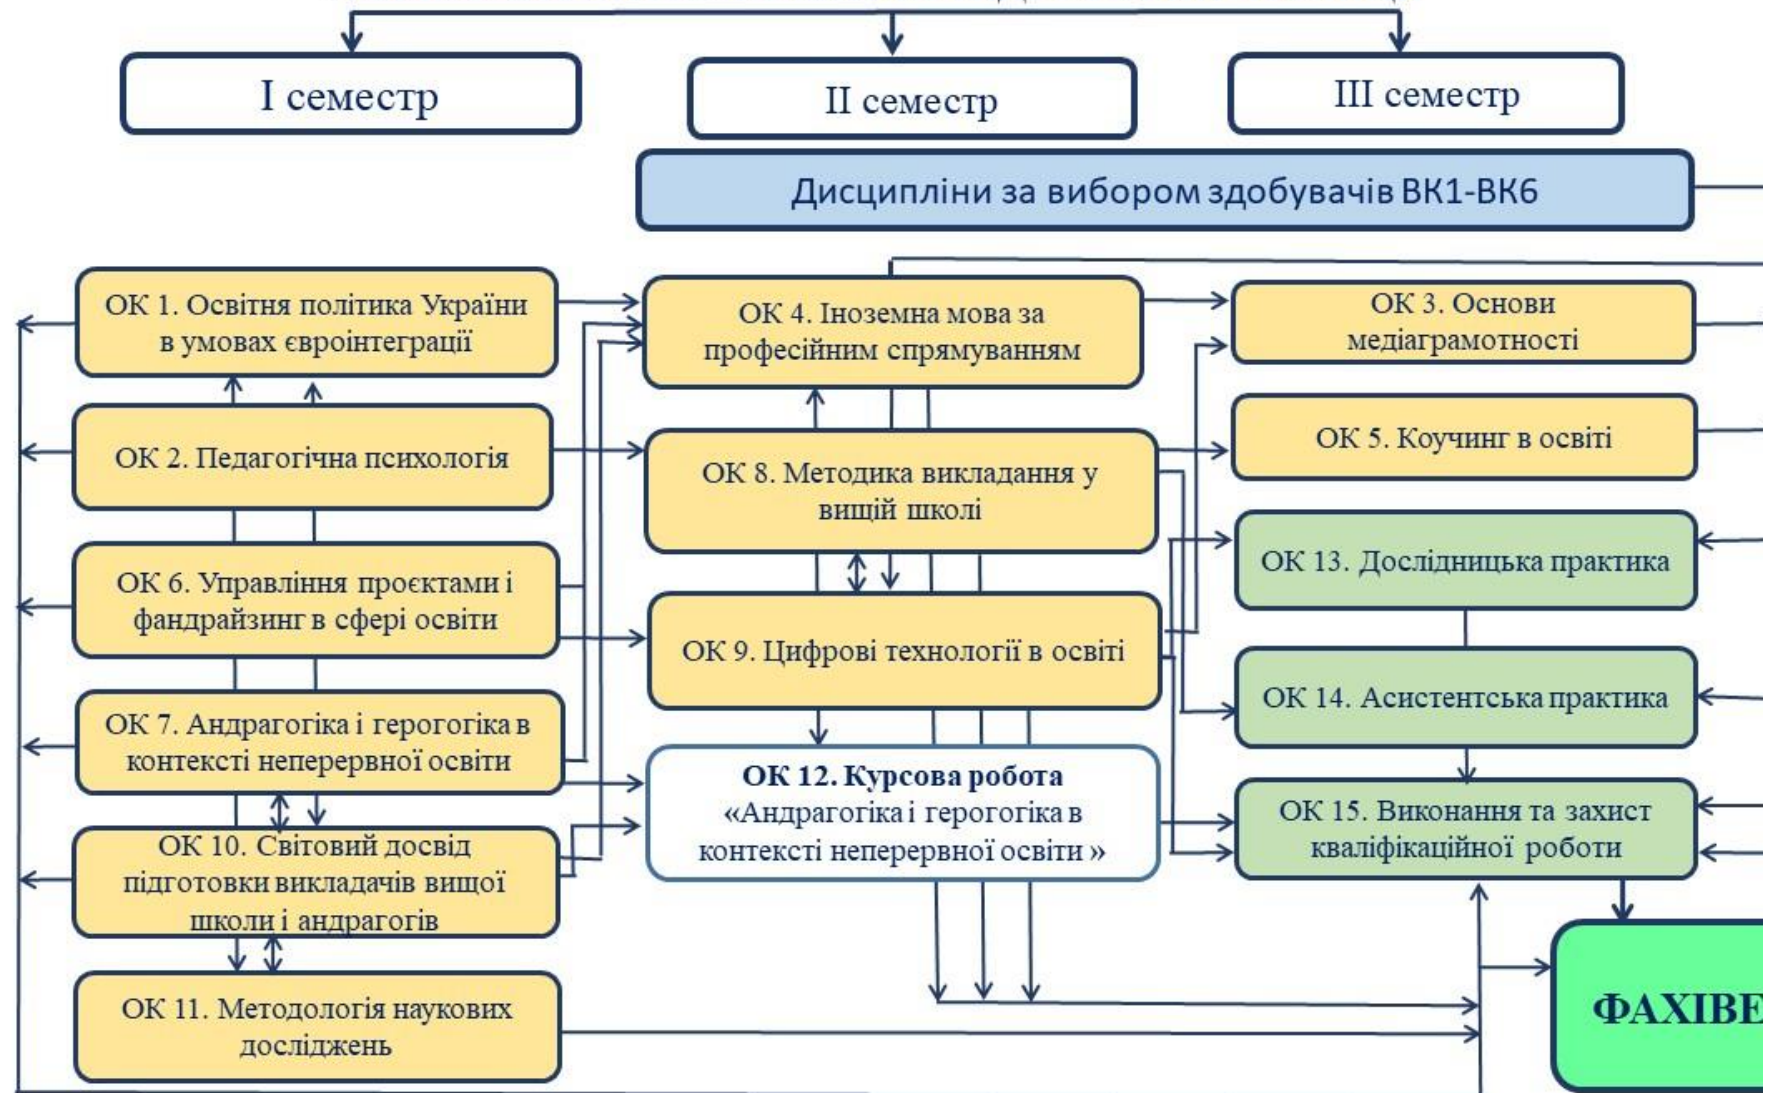 І семестр
ІІ семестр
ІІІ семестр
Дисципліни за вибором здобувачів ВК1-ВК6
ОК 1. Освітня політика України
в умовах євроінтеграції
ОК 2. Педагогічна психологія
ОК 6. Управління проєктами і
фандрайзинг в сфері освіти
ОК 7. Андрагогіка і герогогіка в
контексті неперервної освіти
ОК 10. Світовий досвід
підготовки викладачів вищої
школи і андрагогів
ОК 11. Методологія наукових
досліджень
ОК 4. Іноземна мова за
професійним спрямуванням
ОК 8. Методика викладання у
вищій школі
ОК 9. Цифрові технології в освіті
ОК 12. Курсова робота
«Андрагогіка і герогогіка в
контексті неперервної освіти »
ОК 3. Основи
медіаграмотності
ОК 5. Коучинг в освіті
ОК 13. Дослідницька практика
ОК 14. Асистентська практика
ОК 15. Виконання та захист
кваліфікаційної роботи
ФАХІВЕ